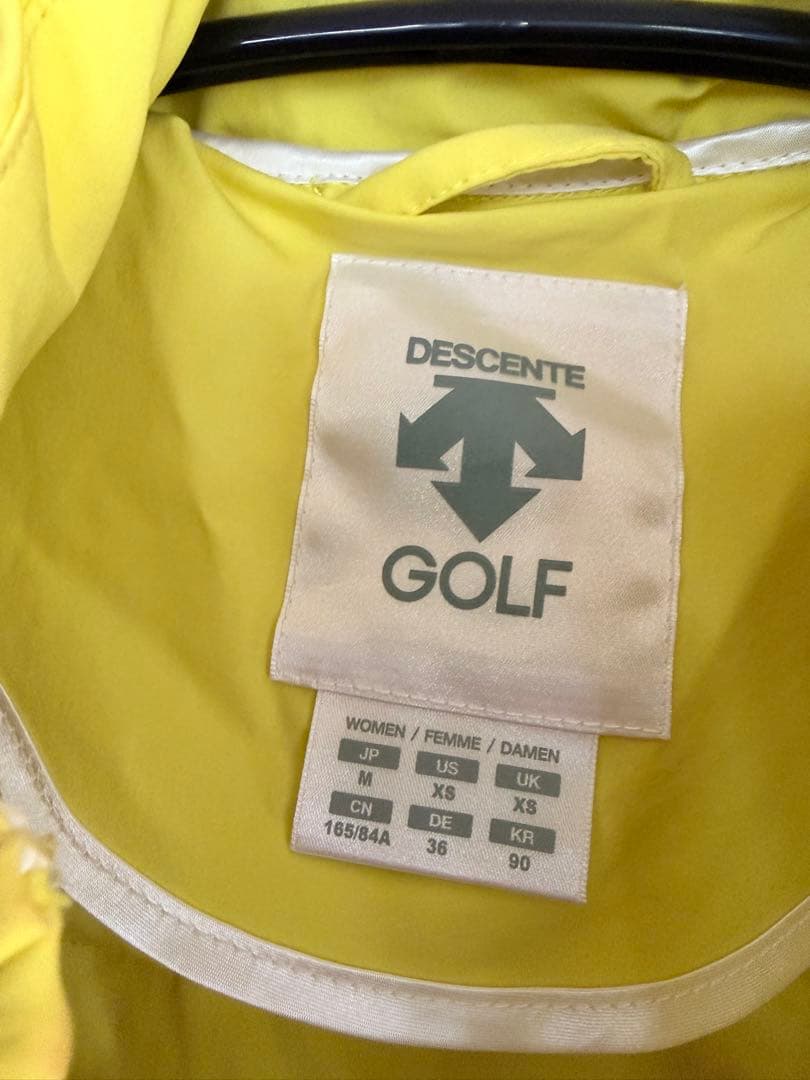 DESCENTE
GOLF
WOMEN / FEMME / DAMEN
JP US UK
M XS XS
CN DE KR
165/84A 36 90